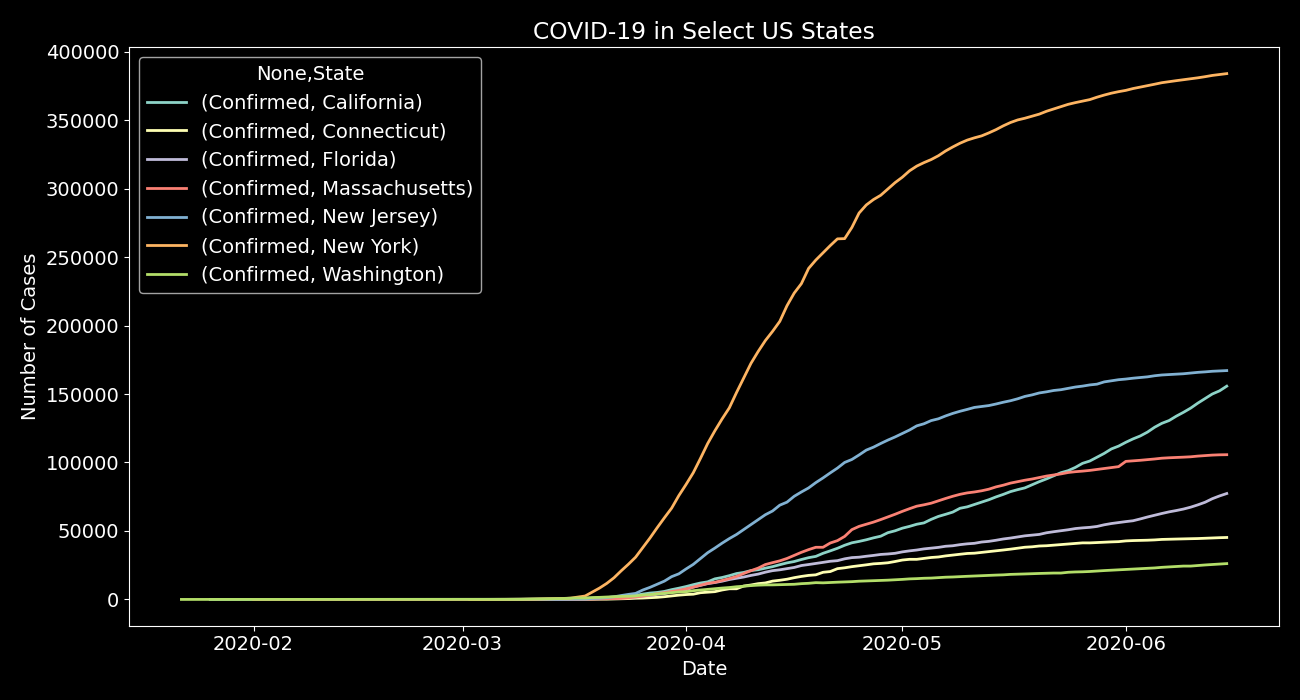 COVID-19 in Select US States
400000
350000
300000
250000
200000
150000
100000
50000
0
Number of Cases
None,State
(Confirmed, California)
(Confirmed, Connecticut)
(Confirmed, Florida)
(Confirmed, Massachusetts)
(Confirmed, New Jersey)
(Confirmed, New York)
(Confirmed, Washington)
2020-02
2020-03
2020-04
2020-05
2020-06
Date